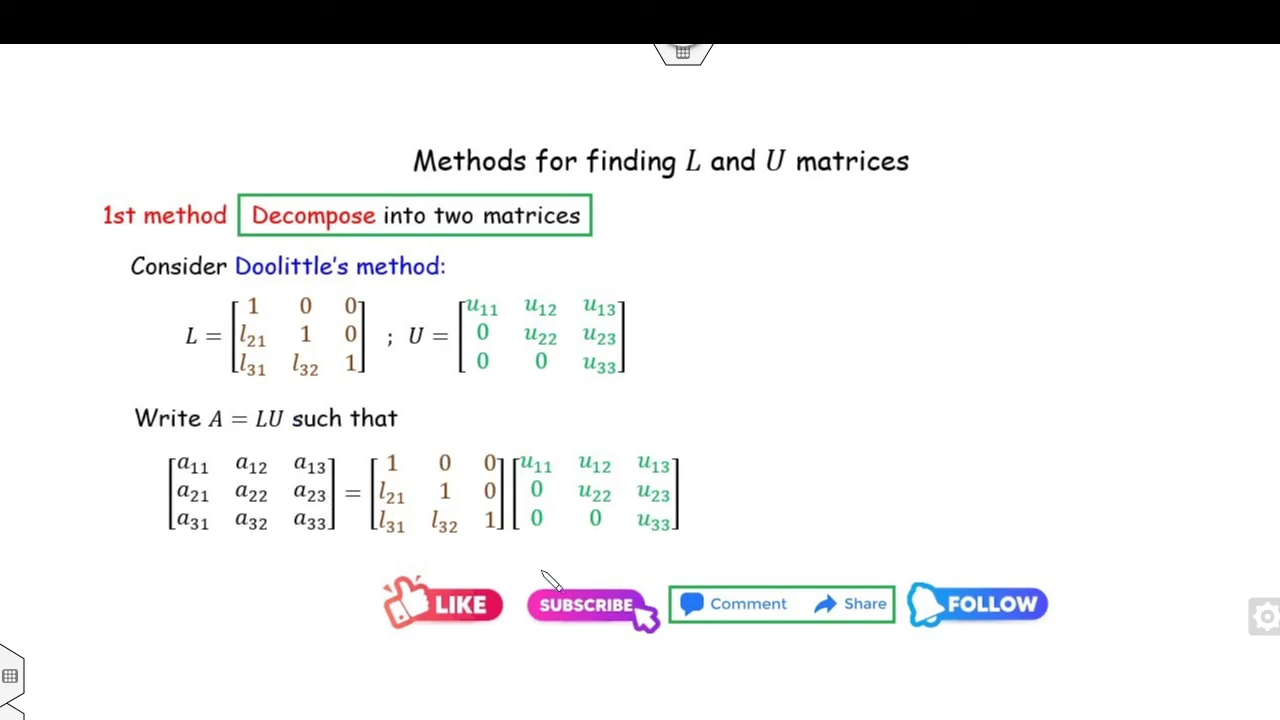 Methods for finding L and U matrices
1st method Decompose into two matrices
Consider Doolittle's method:
L = [1 0 0; l₂₁ 1 0; l₃₁ l₃₂ 1] ; U = [u₁₁ u₁₂ u₁₃; 0 u₂₂ u₂₃; 0 0 u₃₃]
Write A = LU such that
[a₁₁ a₁₂ a₁₃; a₂₁ a₂₂ a₂₃; a₃₁ a₃₂ a₃₃] = [1 0 0; l₂₁ 1 0; l₃₁ l₃₂ 1] [u₁₁ u₁₂ u₁₃; 0 u₂₂ u₂₃; 0 0 u₃₃]
LIKE SUBSCRIBE Comment Share FOLLOW